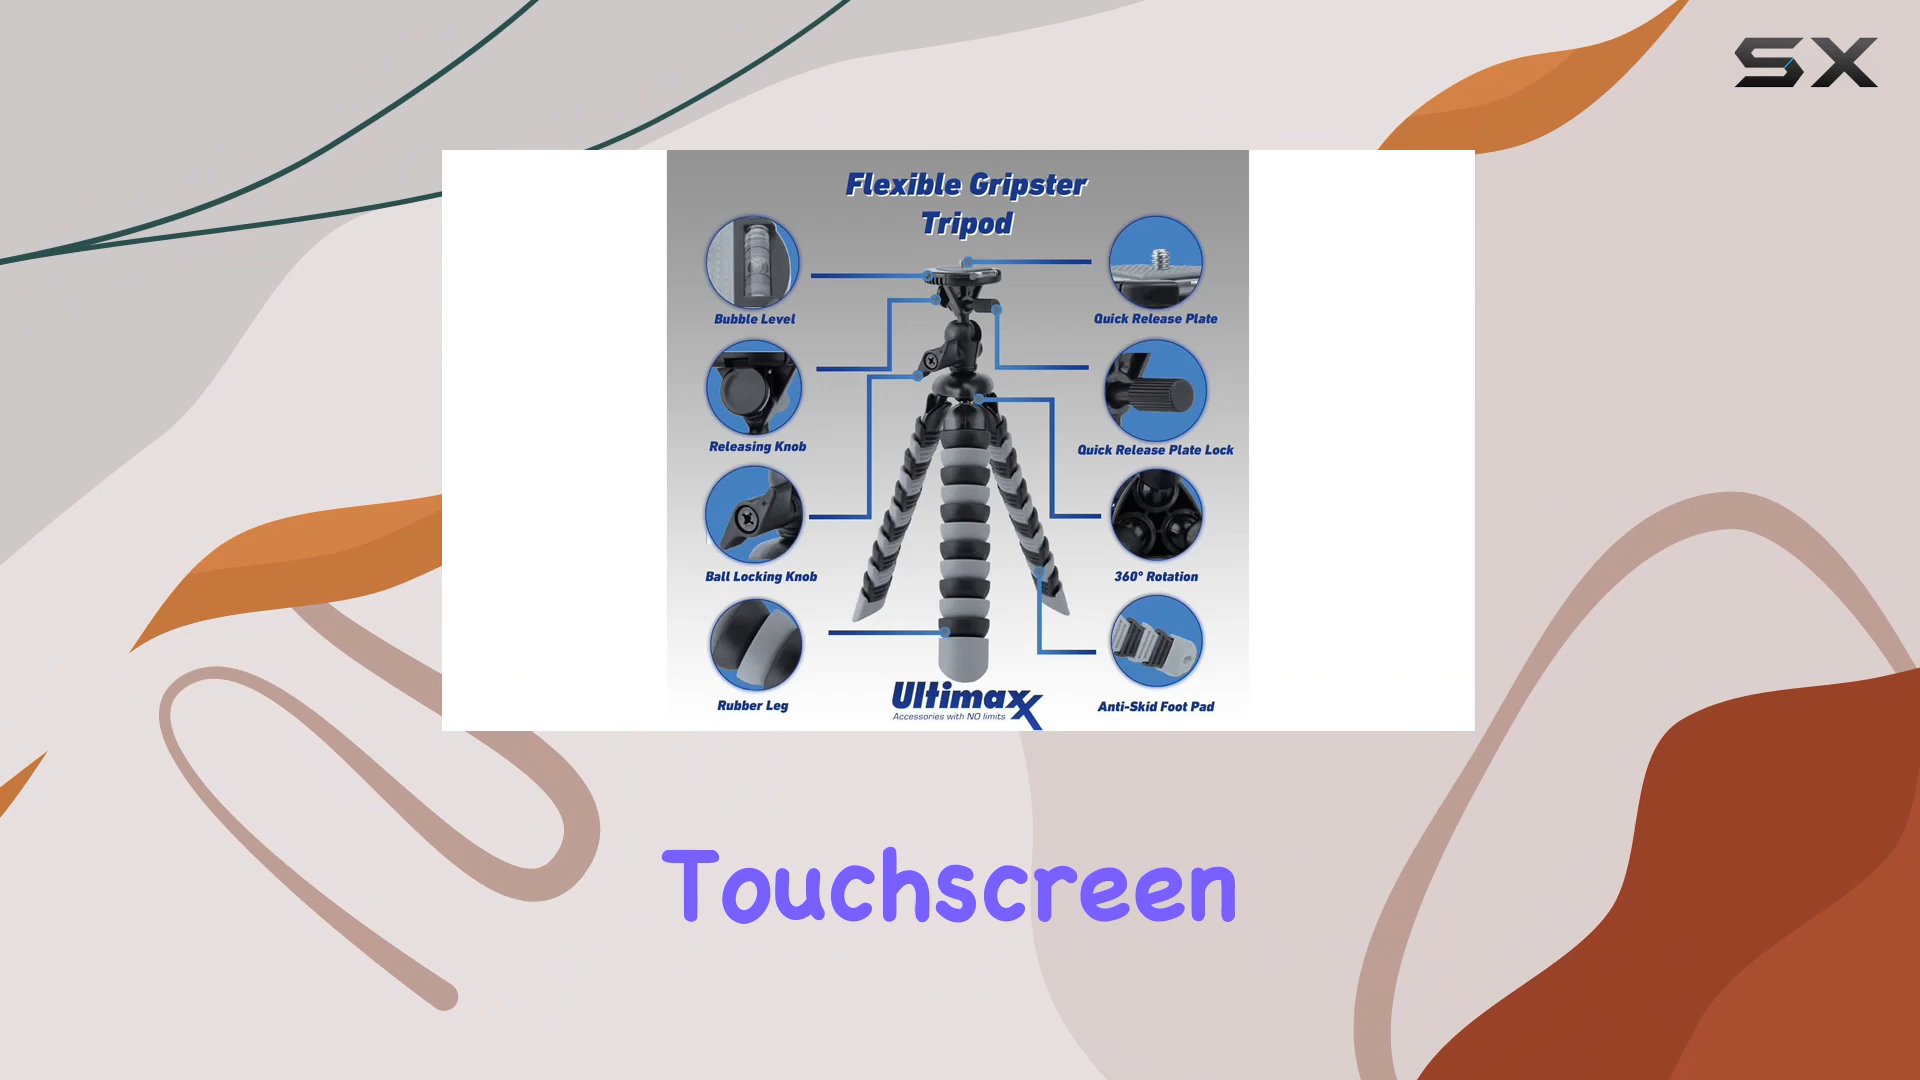 SX
Flexible Gripster
Tripod
Bubble Level
Quick Release Plate
Releasing Knob
Quick Release Plate Lock
Ball Locking Knob
360° Rotation
Rubber Leg
Anti-Skid Foot Pad
Ultimaxx
Accessories with NO limits
Touchscreen